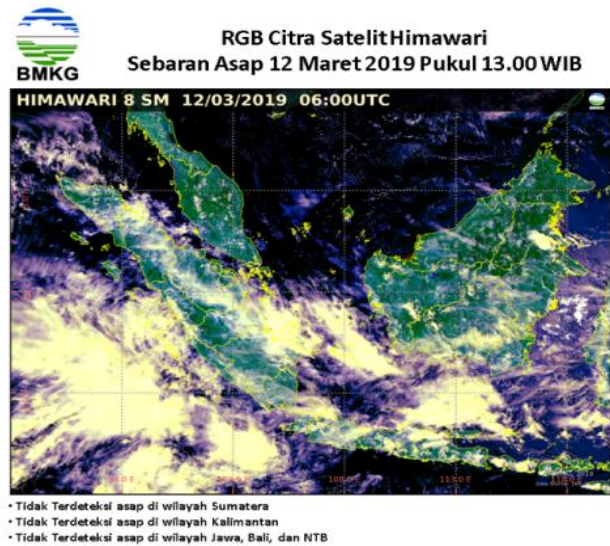 RGB Citra Satelit Himawari
Sebaran Asap 12 Maret 2019 Pukul 13.00 WIB
BMKG
HIMAWARI 8 SM 12/03/2019 06:00UTC
113.0 E
• Tidak Terdeteksi asap di wilayah Sumatera
• Tidak Terdeteksi asap di wilayah Kalimantan
• Tidak Terdeteksi asap di wilayah Jawa, Bali, dan NTB